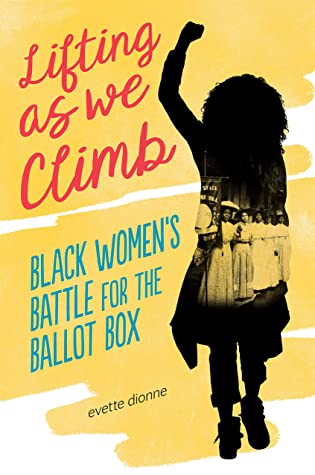 Lifting
as we
Climb
BLACK WOMEN'S
BATTLE FOR THE
BALLOT BOX
evette dionne